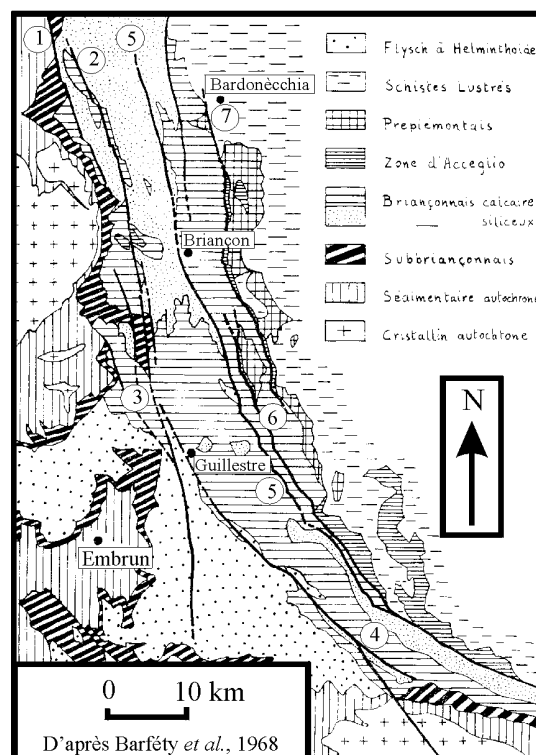 1
2
5
Bardonècchia
7
Briançon
3
6
Guillestre
5
Embrun
4
Flysch à Helminthoïdes
Schistes Lustrés
Prépiémontais
Zone d'Acceglio
Briançonnais calcaire
— siliceux
Subbriançonnais
Sédimentaire autochtone
Cristallin autochtone
N
0 10 km
D'après Barféty et al., 1968